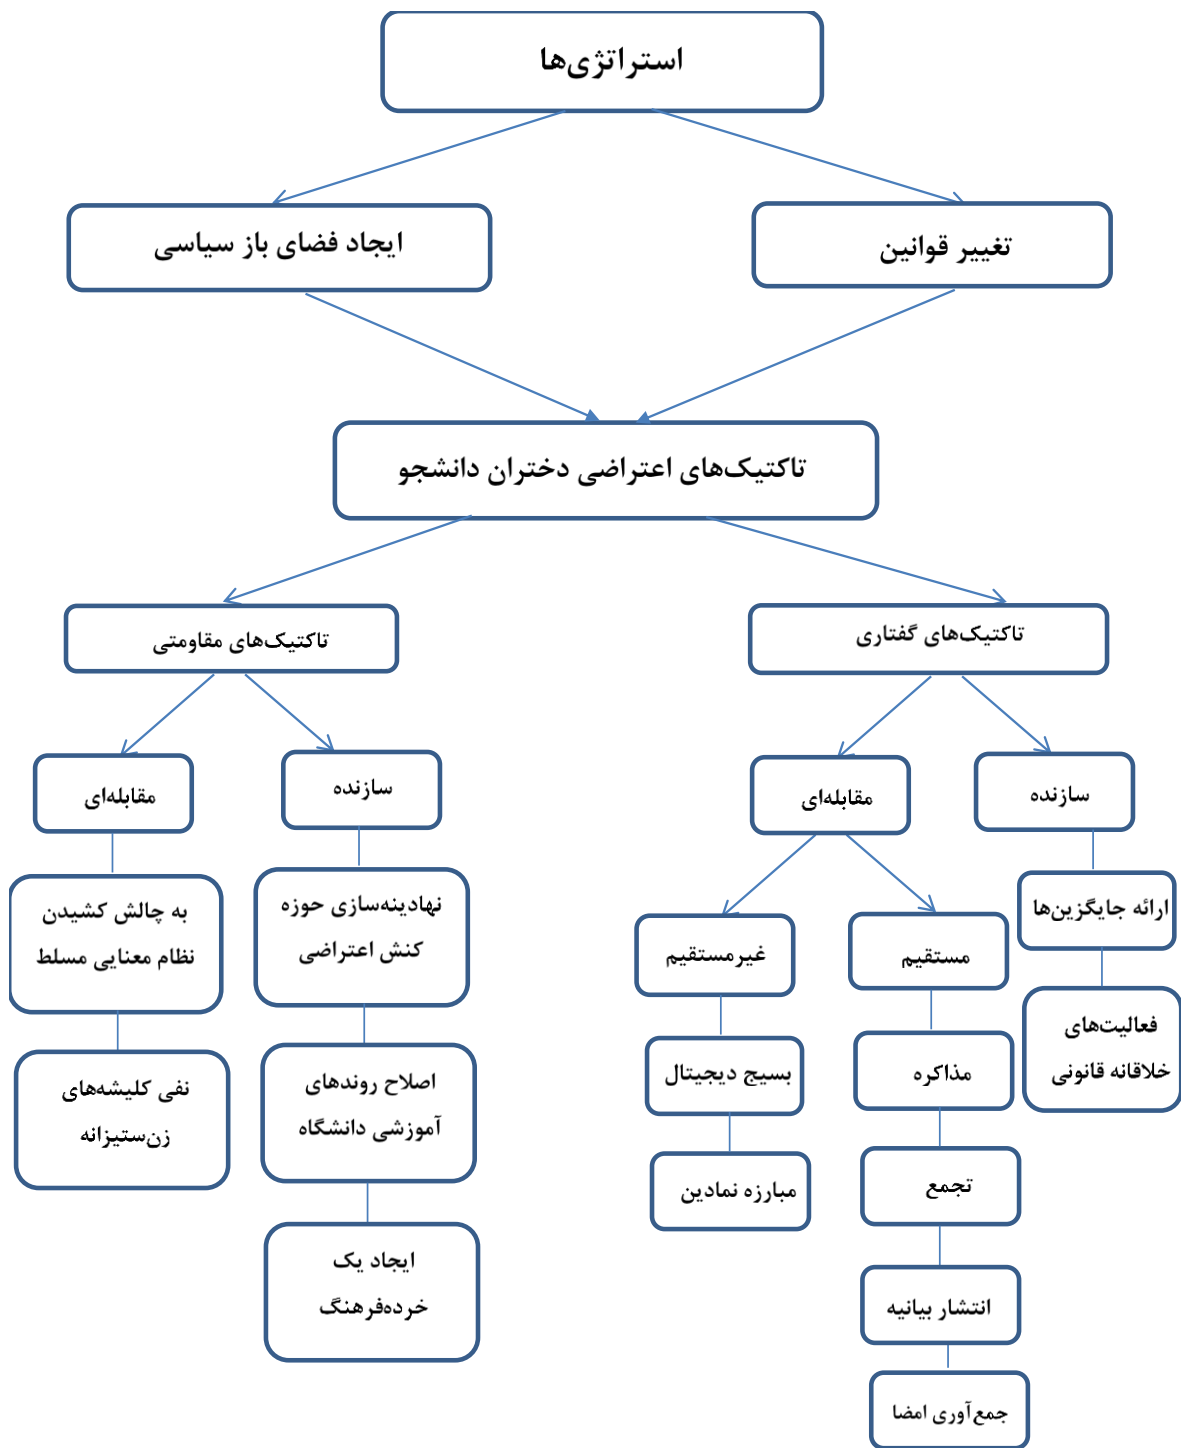 استراتژی‌ها
تغییر قوانین
ایجاد فضای باز سیاسی
تاکتیک‌های اعتراضی دختران دانشجو
تاکتیک‌های گفتاری
تاکتیک‌های مقاومتی
سازنده
مقابله‌ای
سازنده
مقابله‌ای
ارائه جایگزین‌ها
فعالیت‌های
خلاقانه قانونی
مستقیم
مذاکره
تجمع
انتشار بیانیه
جمع‌آوری امضا
غیرمستقیم
بسیج دیجیتال
مبارزه نمادین
نهادینه‌سازی حوزه
کنش اعتراضی
اصلاح روندهای
آموزشی دانشگاه
ایجاد یک
خرده‌فرهنگ
به چالش کشیدن
نظام معنایی مسلط
نفی کلیشه‌های
زن‌ستیزانه